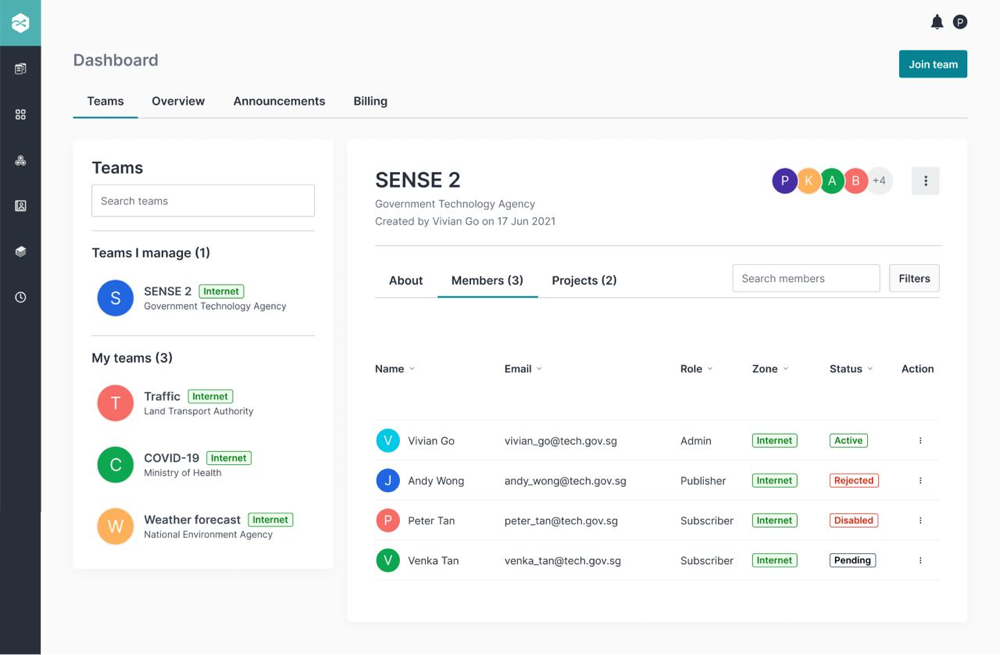 P
Dashboard
Join team
Teams Overview Announcements Billing
Teams
Search teams
Teams I manage (1)
S SENSE 2 Internet
Government Technology Agency
My teams (3)
T Traffic Internet
Land Transport Authority
C COVID-19 Internet
Ministry of Health
W Weather forecast Internet
National Environment Agency
SENSE 2
P K A B +4
Government Technology Agency
Created by Vivian Go on 17 Jun 2021
About Members (3) Projects (2) Search members Filters
Name Email Role Zone Status Action
V Vivian Go vivian_go@tech.gov.sg Admin Internet Active
J Andy Wong andy_wong@tech.gov.sg Publisher Internet Rejected
P Peter Tan peter_tan@tech.gov.sg Subscriber Internet Disabled
V Venka Tan venka_tan@tech.gov.sg Subscriber Internet Pending